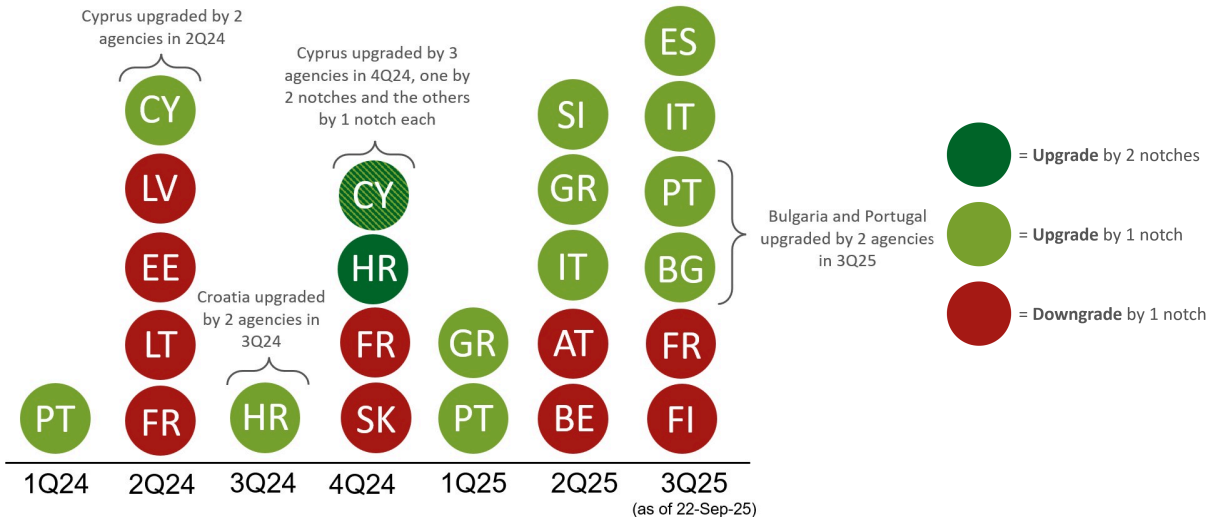 Cyprus upgraded by 2
agencies in 2Q24
CY
LV
EE
LT
FR
PT
Croatia upgraded
by 2 agencies in
3Q24
HR
Cyprus upgraded by 3
agencies in 4Q24, one by
2 notches and the others
by 1 notch each
CY
HR
FR
SK
GR
PT
SI
GR
IT
AT
BE
ES
IT
PT
BG
FR
FI
Bulgaria and Portugal
upgraded by 2 agencies
in 3Q25
1Q24
2Q24
3Q24
4Q24
1Q25
2Q25
3Q25
(as of 22-Sep-25)
= Upgrade by 2 notches
= Upgrade by 1 notch
= Downgrade by 1 notch